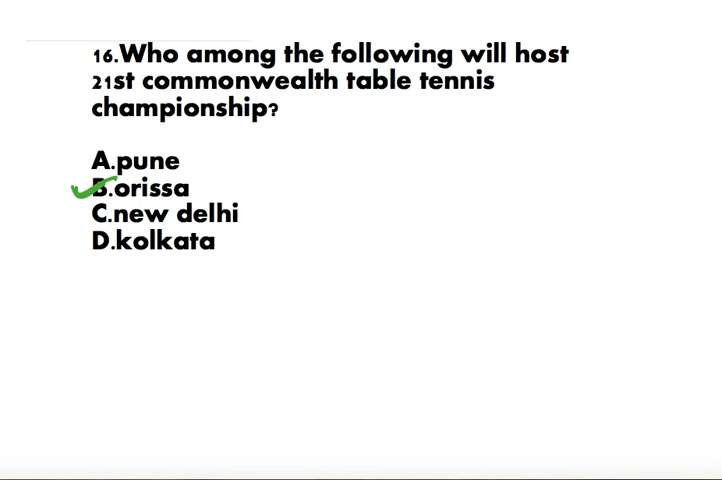 16.Who among the following will host
21st commonwealth table tennis
championship?
A.pune
B.orissa
C.new delhi
D.kolkata